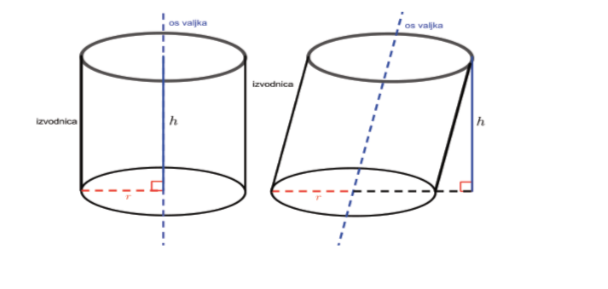 os valjka
izvodnica
h
r
os valjka
izvodnica
h
r